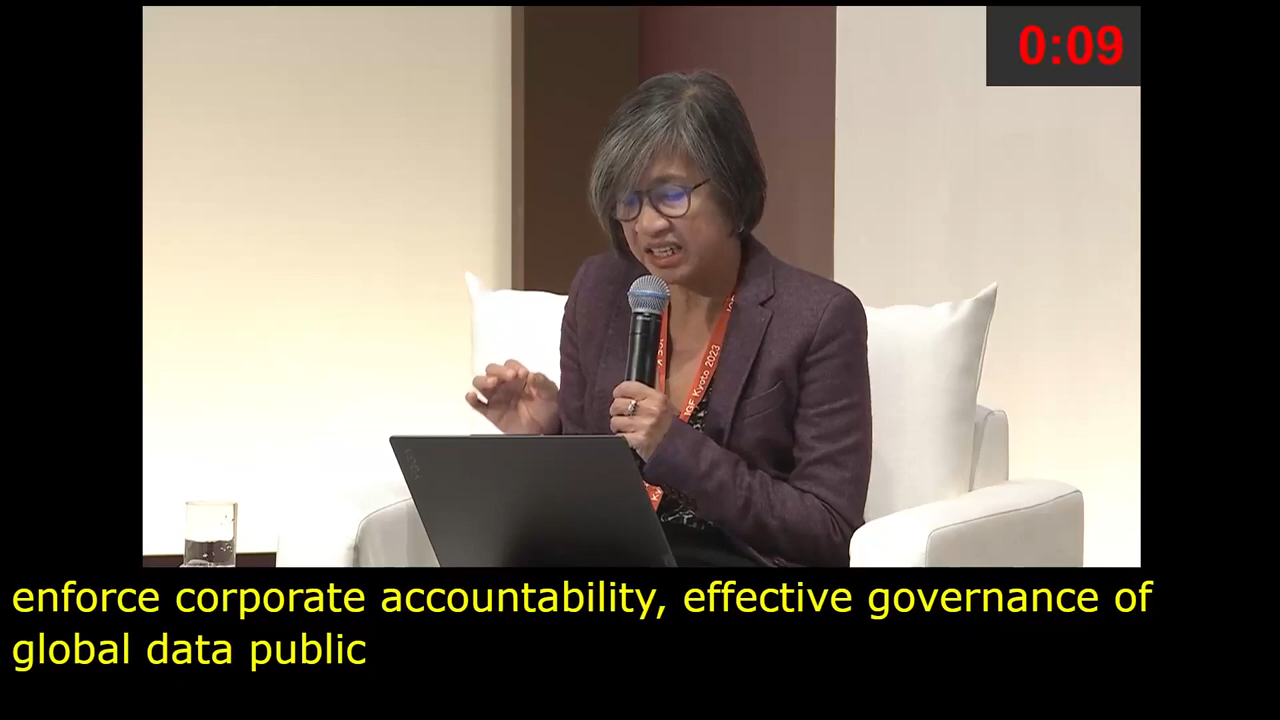 0:09
IGF Kyoto 2023
enforce corporate accountability, effective governance of
global data public